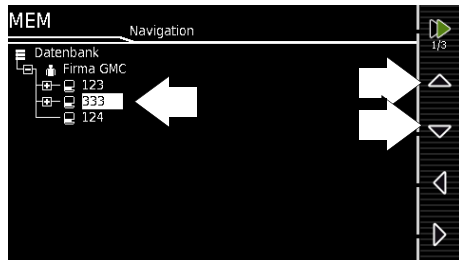 MEM
Navigation
1/3
Datenbank
Firma GMC
123
333
124